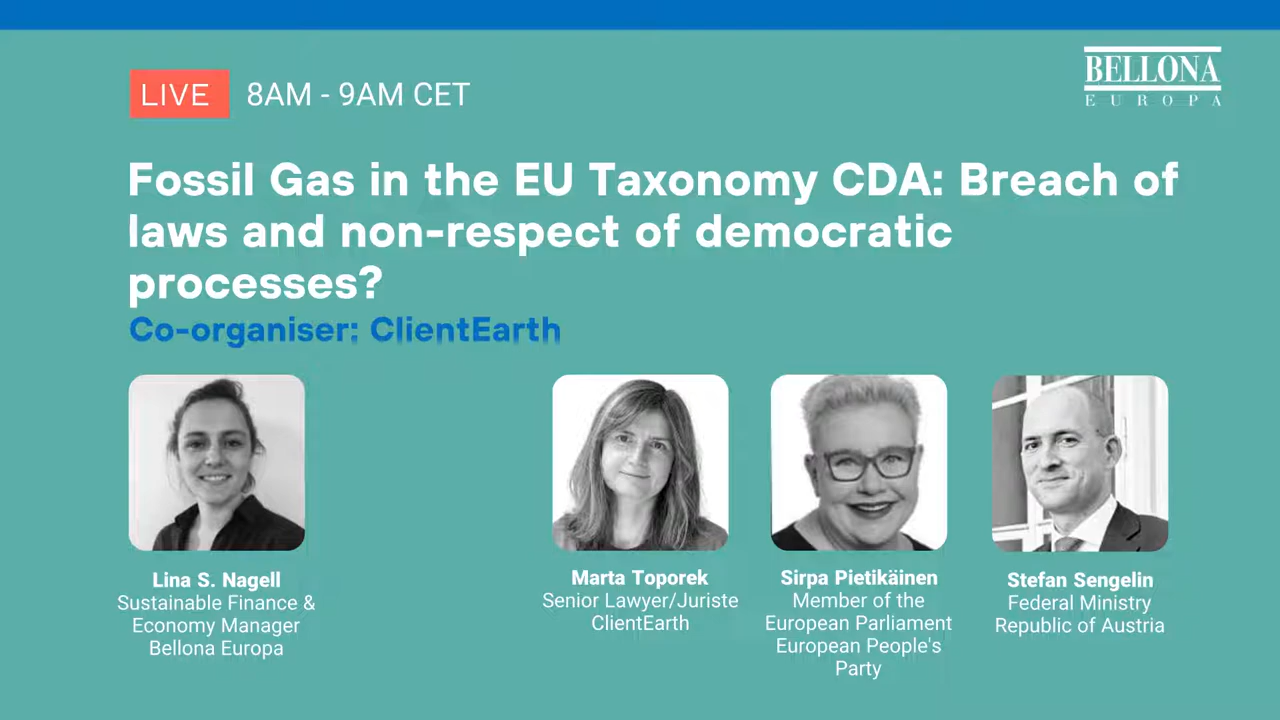 BELLONA
EUROPA
LIVE 8AM - 9AM CET
Fossil Gas in the EU Taxonomy CDA: Breach of
laws and non-respect of democratic
processes?
Co-organiser: ClientEarth
Lina S. Nagell
Sustainable Finance &
Economy Manager
Bellona Europa
Marta Toporek
Senior Lawyer/Juriste
ClientEarth
Sirpa Pietikäinen
Member of the
European Parliament
European People's
Party
Stefan Sengelin
Federal Ministry
Republic of Austria